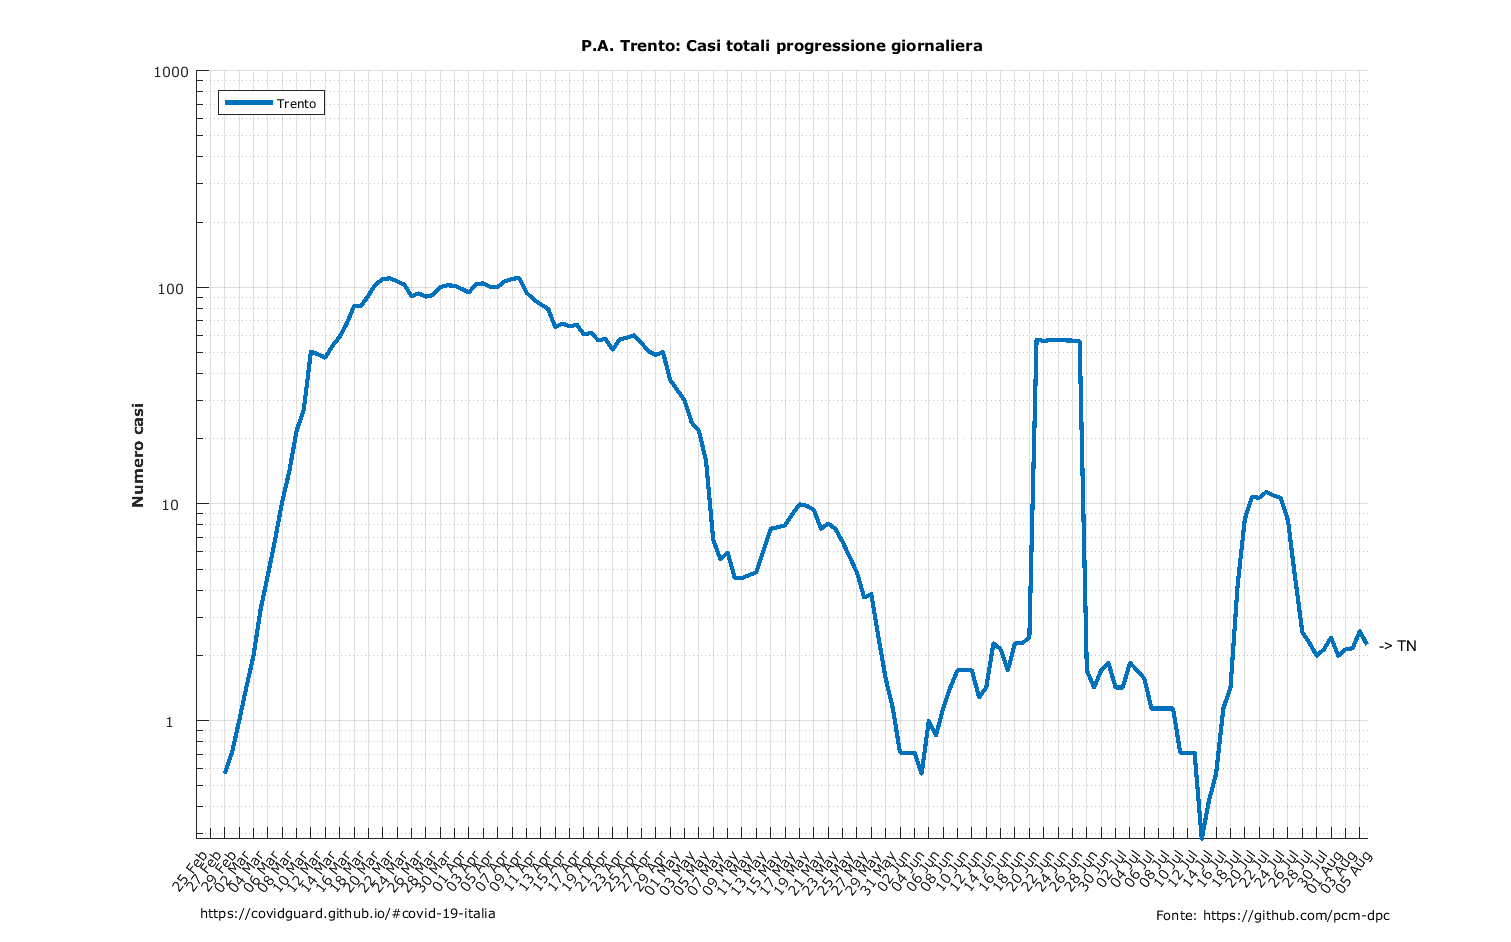 P.A. Trento: Casi totali progressione giornaliera
1000
Trento
100
Numero casi
10
-> TN
1
25 Feb
27 Feb
29 Feb
02 Mar
04 Mar
06 Mar
08 Mar
10 Mar
12 Mar
14 Mar
16 Mar
18 Mar
20 Mar
22 Mar
24 Mar
26 Mar
28 Mar
30 Mar
01 Apr
03 Apr
05 Apr
07 Apr
09 Apr
11 Apr
13 Apr
15 Apr
17 Apr
19 Apr
21 Apr
23 Apr
25 Apr
27 Apr
29 Apr
01 May
03 May
05 May
07 May
09 May
11 May
13 May
15 May
17 May
19 May
21 May
23 May
25 May
27 May
29 May
31 May
02 Jun
04 Jun
06 Jun
08 Jun
10 Jun
12 Jun
14 Jun
16 Jun
18 Jun
20 Jun
22 Jun
24 Jun
26 Jun
28 Jun
30 Jun
02 Jul
04 Jul
06 Jul
08 Jul
10 Jul
12 Jul
14 Jul
16 Jul
18 Jul
20 Jul
22 Jul
24 Jul
26 Jul
28 Jul
30 Jul
01 Aug
03 Aug
05 Aug
https://covidguard.github.io/#covid-19-italia
Fonte: https://github.com/pcm-dpc